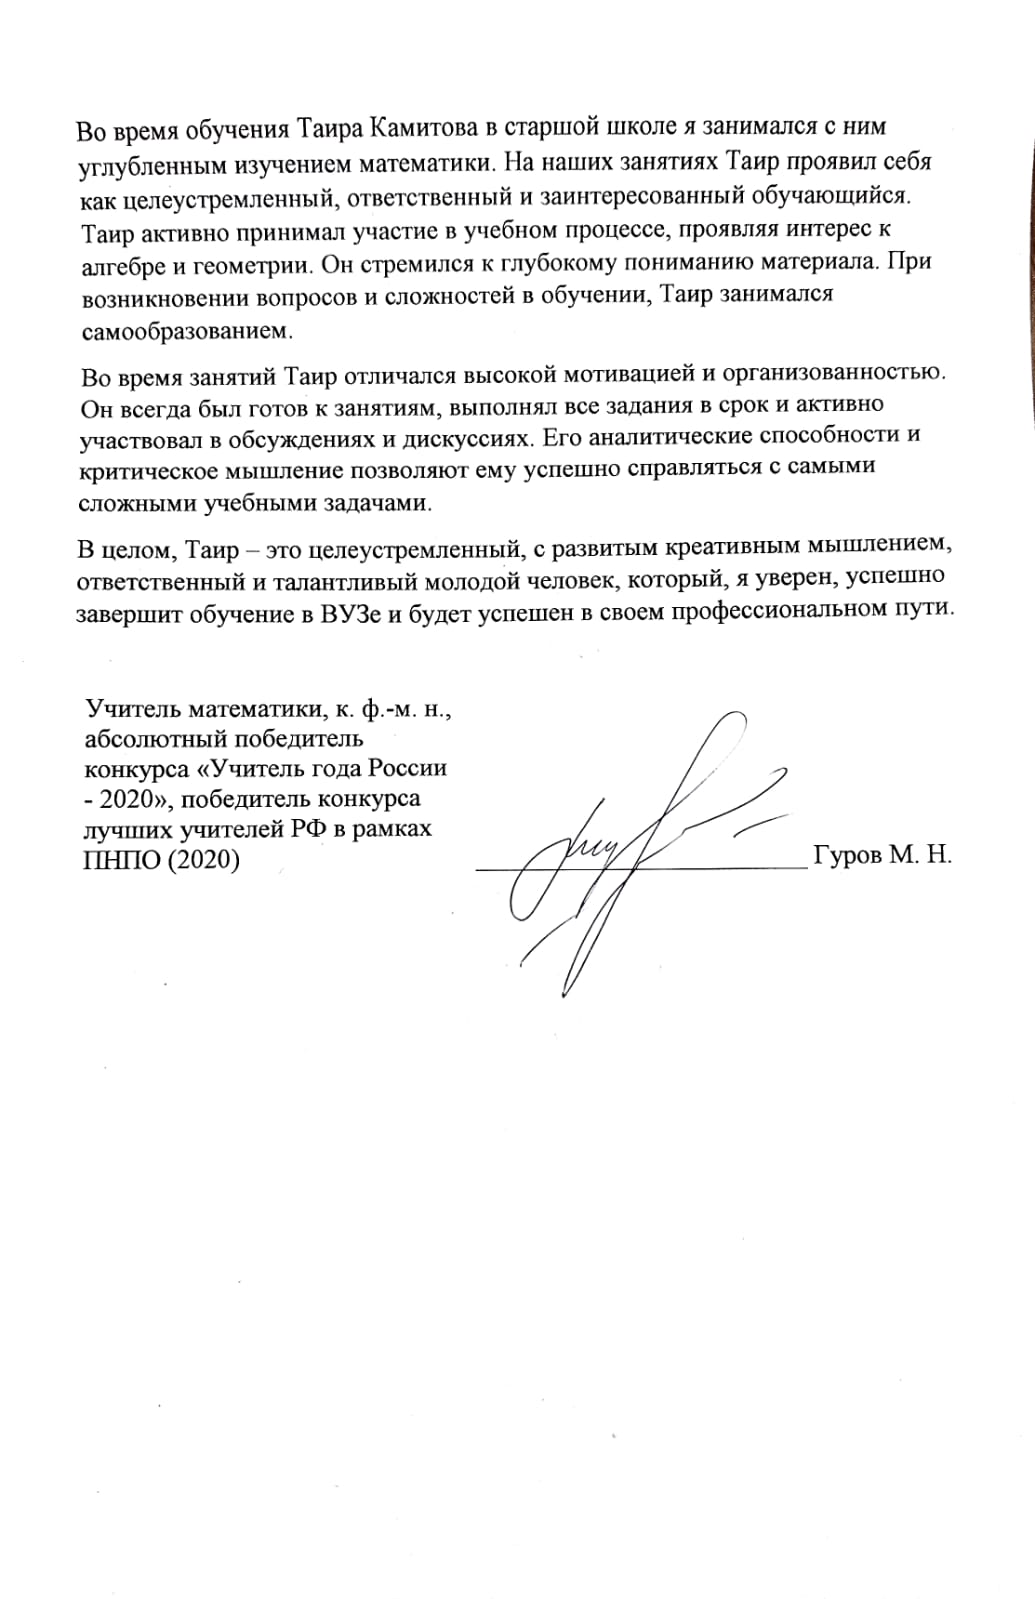 Во время обучения Таира Камитова в старшой школе я занимался с ним
углубленным изучением математики. На наших занятиях Таир проявил себя
как целеустремленный, ответственный и заинтересованный обучающийся.
Таир активно принимал участие в учебном процессе, проявляя интерес к
алгебре и геометрии. Он стремился к глубокому пониманию материала. При
возникновении вопросов и сложностей в обучении, Таир занимался
самообразованием.
Во время занятий Таир отличался высокой мотивацией и организованностью.
Он всегда был готов к занятиям, выполнял все задания в срок и активно
участвовал в обсуждениях и дискуссиях. Его аналитические способности и
критическое мышление позволяют ему успешно справляться с самыми
сложными учебными задачами.
В целом, Таир – это целеустремленный, с развитым креативным мышлением,
ответственный и талантливый молодой человек, который, я уверен, успешно
завершит обучение в ВУЗе и будет успешен в своем профессиональном пути.
Учитель математики, к. ф.-м. н.,
абсолютный победитель
конкурса «Учитель года России
- 2020», победитель конкурса
лучших учителей РФ в рамках
ПНПО (2020)
Гуров М. Н.